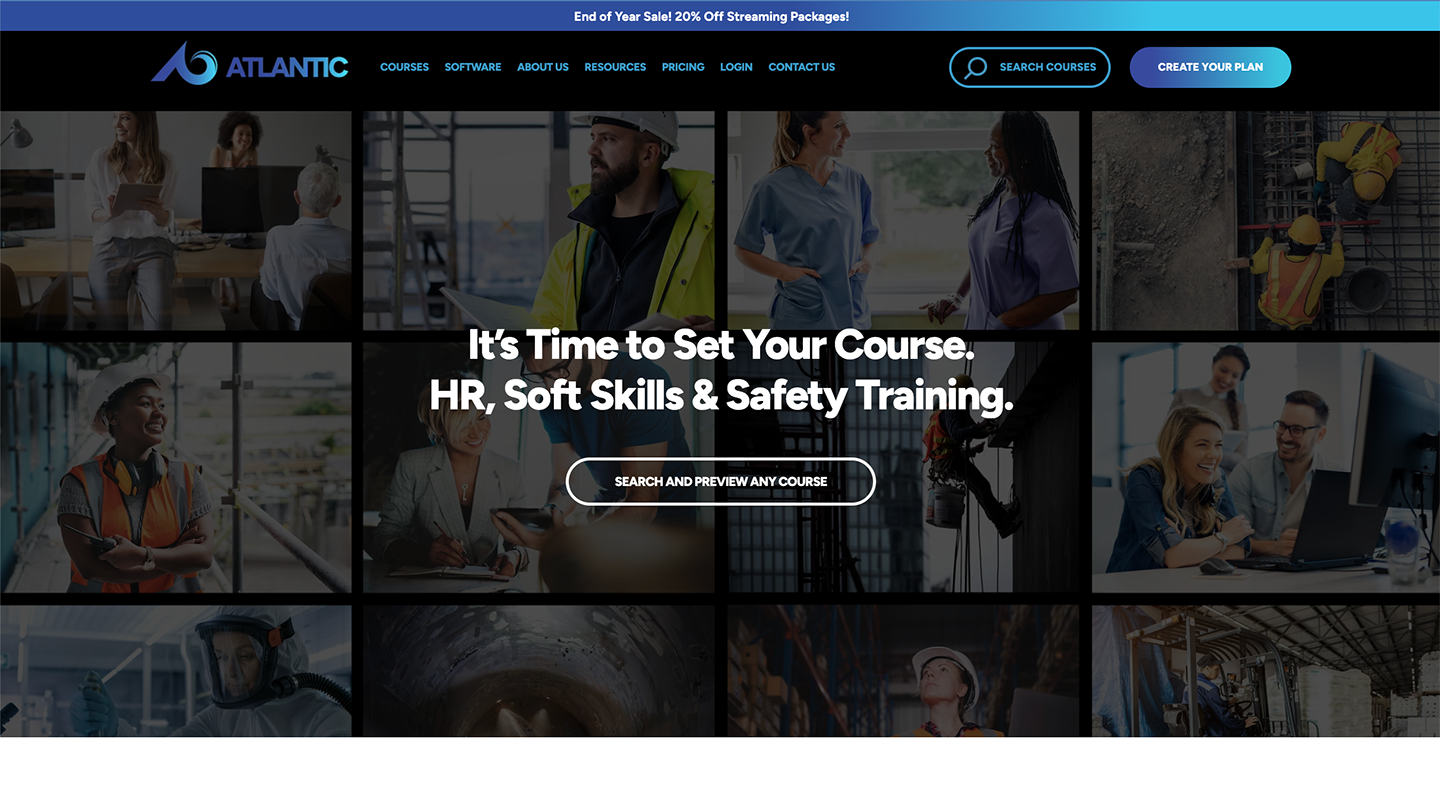 End of Year Sale! 20% Off Streaming Packages!
ATLANTIC
COURSES SOFTWARE ABOUT US RESOURCES PRICING LOGIN CONTACT US
SEARCH COURSES
CREATE YOUR PLAN
It’s Time to Set Your Course.
HR, Soft Skills & Safety Training.
SEARCH AND PREVIEW ANY COURSE